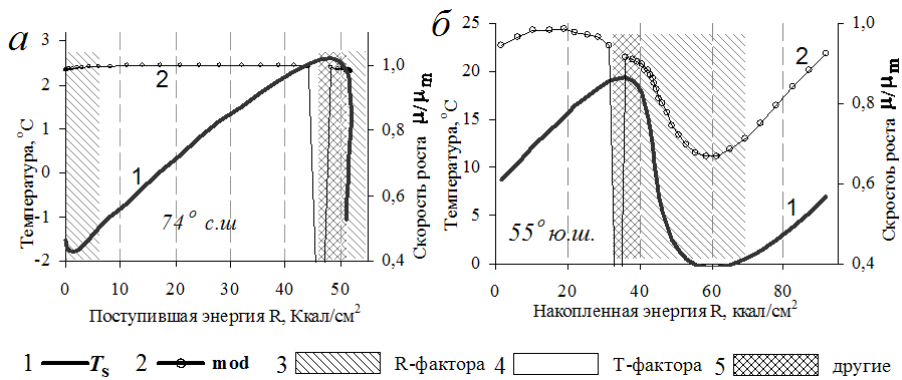 а
б
3
2
1
0
-1
-2
Температура, °С
1
2
74° с.ш
0 10 20 30 40 50
Поступившая энергия R, Ккал/см²
1,0
0,8
0,6
0,4
Скорость роста μ/μm
25
20
15
10
5
0
Температура, °С
1
2
55° ю.ш.
0 20 40 60 80 100
Накопленная энергия R, ккал/см²
1,0
0,8
0,6
0,4
Скростоь роста μ/μm
1 Ts 2 mod 3 R-фактора 4 Т-фактора 5 другие